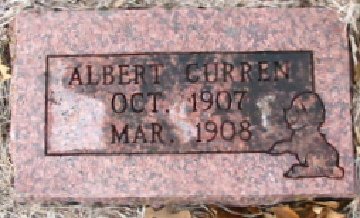 ALBERT CURREN
OCT. 1907
MAR. 1908